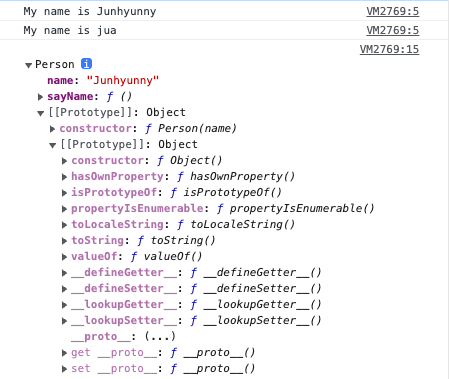 My name is Junhyunny VM2769:5
My name is jua VM2769:5
VM2769:15
Person i
name: "Junhyunny"
sayName: ƒ ()
[[Prototype]]: Object
constructor: ƒ Person(name)
[[Prototype]]: Object
constructor: ƒ Object()
hasOwnProperty: ƒ hasOwnProperty()
isPrototypeOf: ƒ isPrototypeOf()
propertyIsEnumerable: ƒ propertyIsEnumerable()
toLocaleString: ƒ toLocaleString()
toString: ƒ toString()
valueOf: ƒ valueOf()
__defineGetter__: ƒ __defineGetter__()
__defineSetter__: ƒ __defineSetter__()
__lookupGetter__: ƒ __lookupGetter__()
__lookupSetter__: ƒ __lookupSetter__()
__proto__: (...)
get __proto__: ƒ __proto__()
set __proto__: ƒ __proto__()